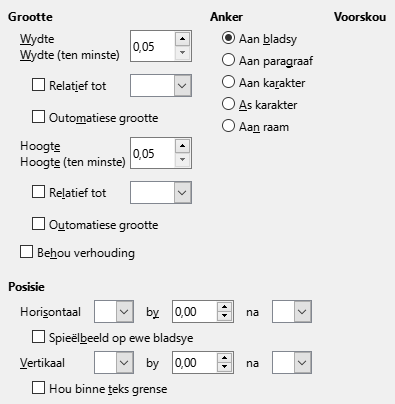 Grootte Anker Voorskou
Wydte
Wydte (ten minste) 0,05
Aan bladsy
Aan paragraaf
Relatief tot
Aan karakter
As karakter
Outomatiese grootte
Aan raam
Hoogte
Hoogte (ten minste) 0,05
Relatief tot
Outomatiese grootte
Behou verhouding
Posisie
Horisontaal by 0,00 na
Spieëlbeeld op ewe bladsye
Vertikaal by 0,00 na
Hou binne teks grense